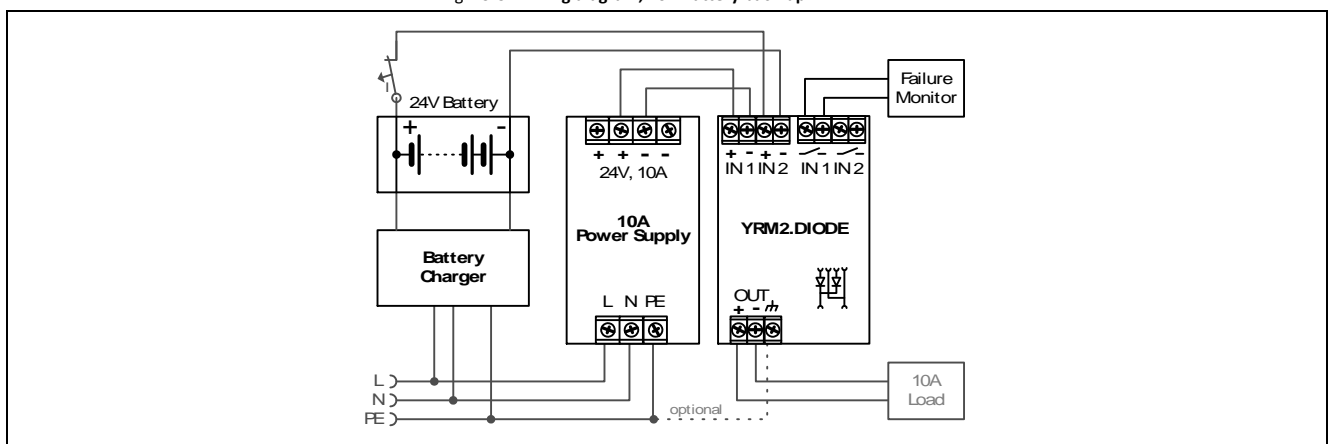 24V Battery
+ -
Battery
Charger
+ + - -
24V, 10A
10A
Power Supply
L N PE
+ - + -
IN 1 IN 2 IN 1 IN 2
YRM2.DIODE
OUT
+ -
Failure
Monitor
10A
Load
L
N
PE
optional